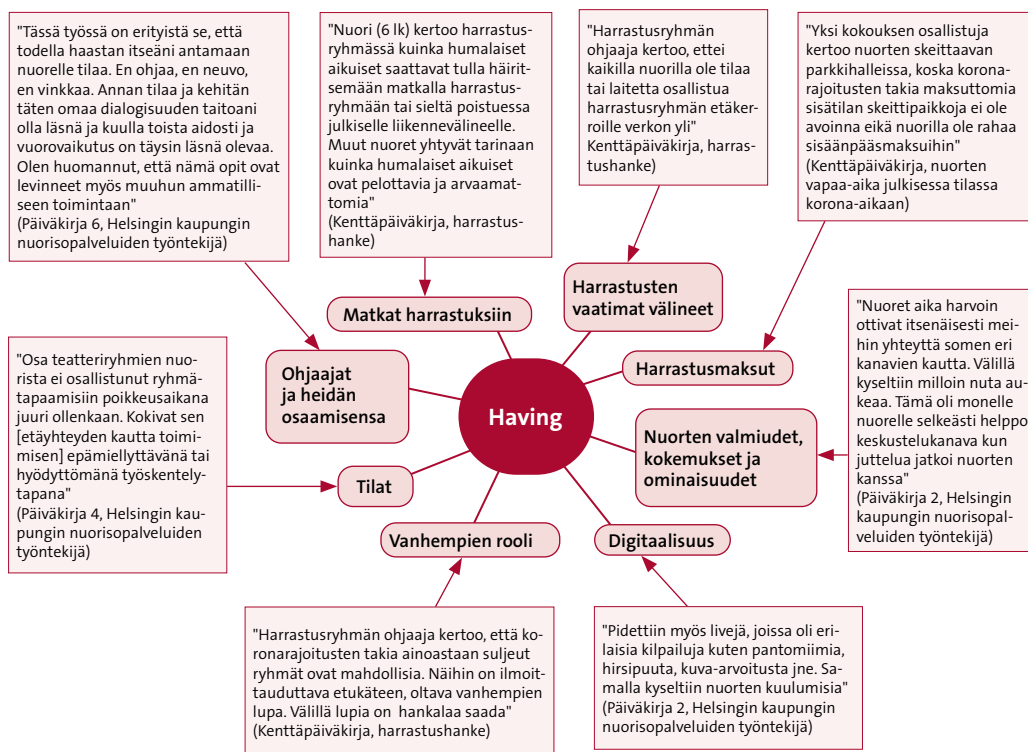 "Tässä työssä on erityistä se, että
todella haastan itseäni antamaan
nuorelle tilaa. En ohjaa, en neuvo,
en vinkkaa. Annan tilaa ja kehitän
täten omaa dialogisuuden taitoani
olla läsnä ja kuulla toista aidosti ja
vuorovaikutus on täysin läsnä olevaa.
Olen huomannut, että nämä opit ovat
levinneet myös muuhun ammatilli-
seen toimintaan"
(Päiväkirja 6, Helsingin kaupungin
nuorisopalveluiden työntekijä)
"Nuori (6 lk) kertoo harrastus-
ryhmässä kuinka humalaiset
aikuiset saattavat tulla häirit-
semään matkalla harrastus-
ryhmään tai sieltä poistuessa
julkiselle liikennevälineelle.
Muut nuoret yhtyvät tarinaan
kuinka humalaiset aikuiset
ovat pelottavia ja arvaamat-
tomia"
(Kenttäpäiväkirja, harrastus-
hanke)
"Harrastusryhmän
ohjaaja kertoo, ettei
kaikilla nuorilla ole tilaa
tai laitetta osallistua
harrastusryhmän etäker-
roille verkon yli"
Kenttäpäiväkirja, harras-
tushanke)
"Yksi kokouksen osallistuja
kertoo nuorten skeittaavan
parkkihalleissa, koska korona-
rajoitusten takia maksuttomia
sisätilan skeittipaikkoja ei ole
avoinna eikä nuorilla ole rahaa
sisäänpääsmaksuihin"
(Kenttäpäiväkirja, nuorten
vapaa-aika julkisessa tilassa
korona-aikaan)
Matkat harrastuksiin
Harrastusten
vaatimat välineet
Harrastusmaksut
Ohjaajat
ja heidän
osaamisensa
Having
Nuorten valmiudet,
kokemukset ja
ominaisuudet
Tilat
Vanhempien rooli
Digitaalisuus
"Nuoret aika harvoin
ottivat itsenäisesti mei-
hin yhteyttä somen eri
kanavien kautta. Välillä
kyseltiin milloin nuta au-
keaa. Tämä oli monelle
nuorelle selkeästi helppo
keskustelukanava kun
juttelua jatkoi nuorten
kanssa"
(Päiväkirja 2, Helsingin
kaupungin nuorisopal-
veluiden työntekijä)
"Osa teatteriryhmien nuo-
rista ei osallistunut ryhmä-
tapaamisiin poikkeusaikana
juuri ollenkaan. Kokivat sen
[etäyhteyden kautta toimi-
misen] epämiellyttävänä tai
hyödyttömänä työskentely-
tapana"
(Päiväkirja 4, Helsingin kau-
pungin nuorisopalveluiden
työntekijä)
"Harrastusryhmän ohjaaja kertoo, että ko-
ronarajoitusten takia ainoastaan suljeut
ryhmät ovat mahdollisia. Näihin on ilmoit-
tauduttava etukäteen, oltava vanhempien
lupa. Välillä lupia on hankalaa saada"
(Kenttäpäiväkirja, harrastushanke)
"Pidettiin myös livejä, joissa oli eri-
laisia kilpailuja kuten pantomiimia,
hirsipuuta, kuva-arvoitusta jne. Sa-
malla kyseltiin nuorten kuulumisia"
(Päiväkirja 2, Helsingin kaupungin
nuorisopalveluiden työntekijä)